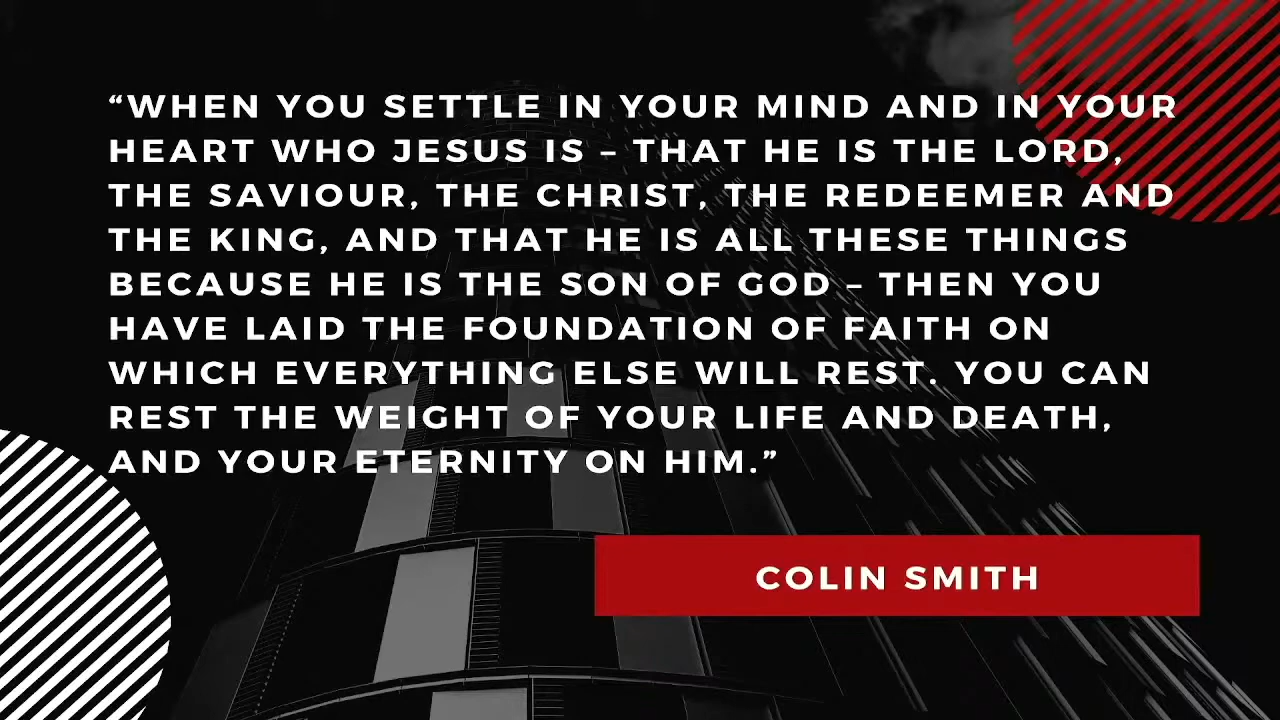 “WHEN YOU SETTLE IN YOUR MIND AND IN YOUR
HEART WHO JESUS IS – THAT HE IS THE LORD,
THE SAVIOUR, THE CHRIST, THE REDEEMER AND
THE KING, AND THAT HE IS ALL THESE THINGS
BECAUSE HE IS THE SON OF GOD – THEN YOU
HAVE LAID THE FOUNDATION OF FAITH ON
WHICH EVERYTHING ELSE WILL REST. YOU CAN
REST THE WEIGHT OF YOUR LIFE AND DEATH,
AND YOUR ETERNITY ON HIM.”
COLIN SMITH